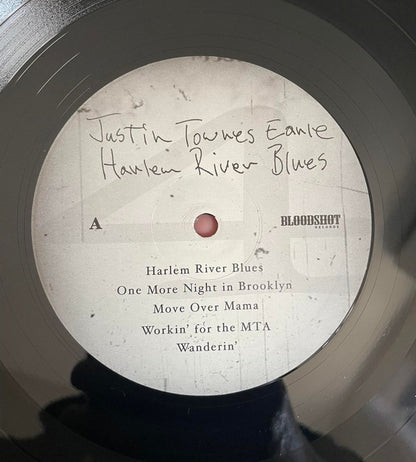 Justin Townes Earle
Harlem River Blues
A
BLOODSHOT
RECORDS
Harlem River Blues
One More Night in Brooklyn
Move Over Mama
Workin' for the MTA
Wanderin'